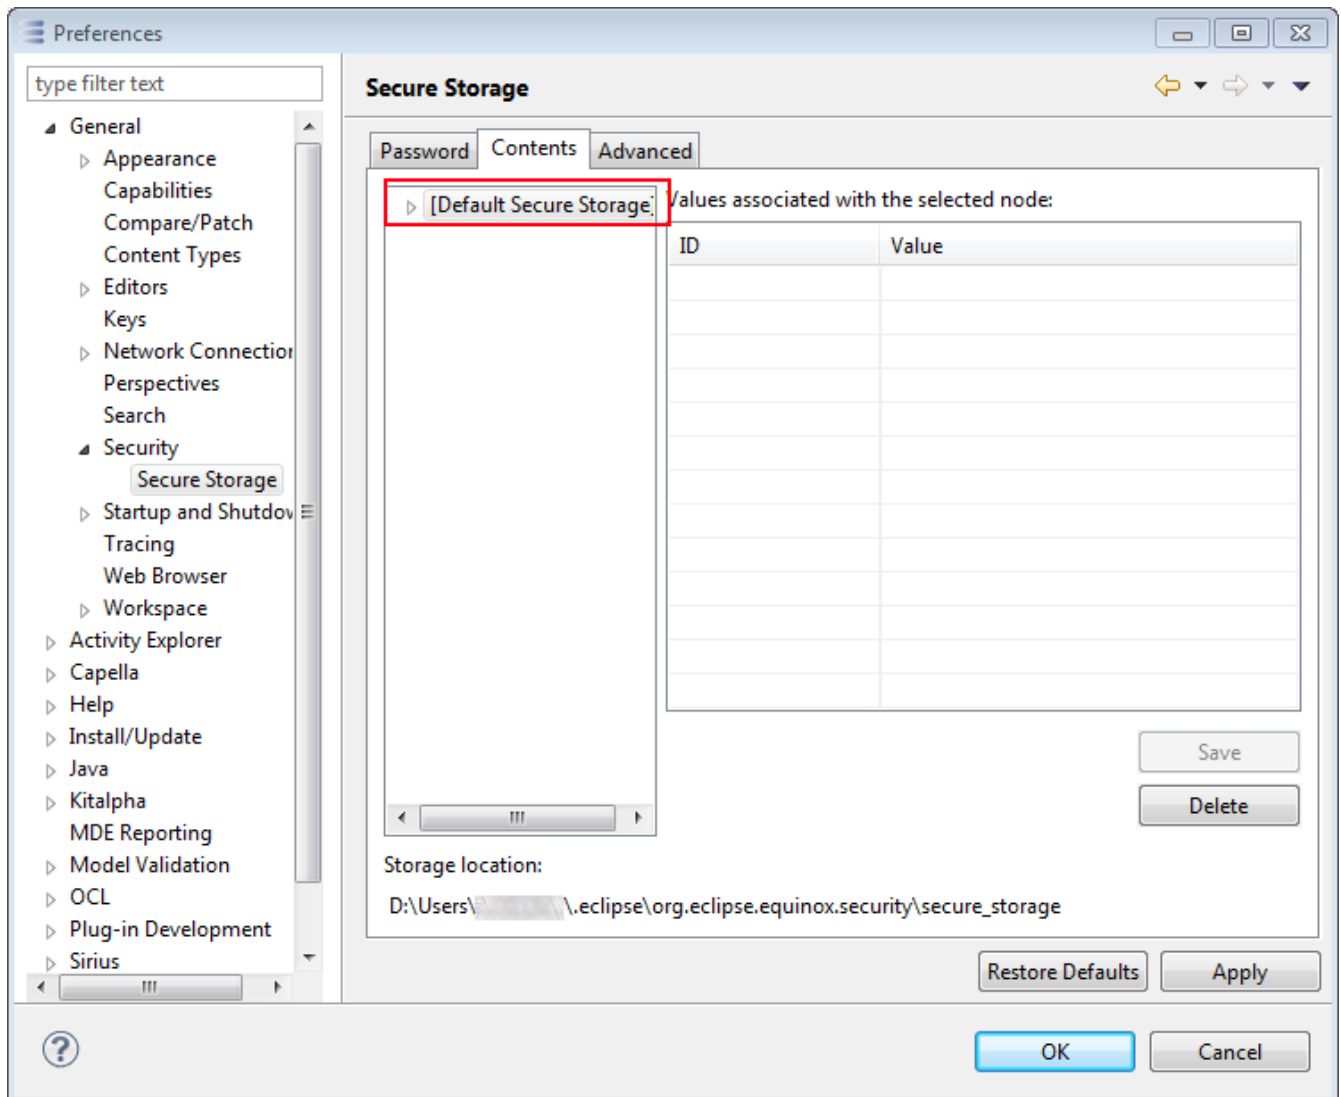 Preferences
type filter text
General
Appearance
Capabilities
Compare/Patch
Content Types
Editors
Keys
Network Connection
Perspectives
Search
Security
Secure Storage
Startup and Shutdov
Tracing
Web Browser
Workspace
Activity Explorer
Capella
Help
Install/Update
Java
Kitalpha
MDE Reporting
Model Validation
OCL
Plug-in Development
Sirius
Secure Storage
Password Contents Advanced
[Default Secure Storage]
Values associated with the selected node:
ID Value
Save
Delete
Storage location:
D:\Users\ \.eclipse\org.eclipse.equinox.security\secure_storage
Restore Defaults Apply
OK Cancel